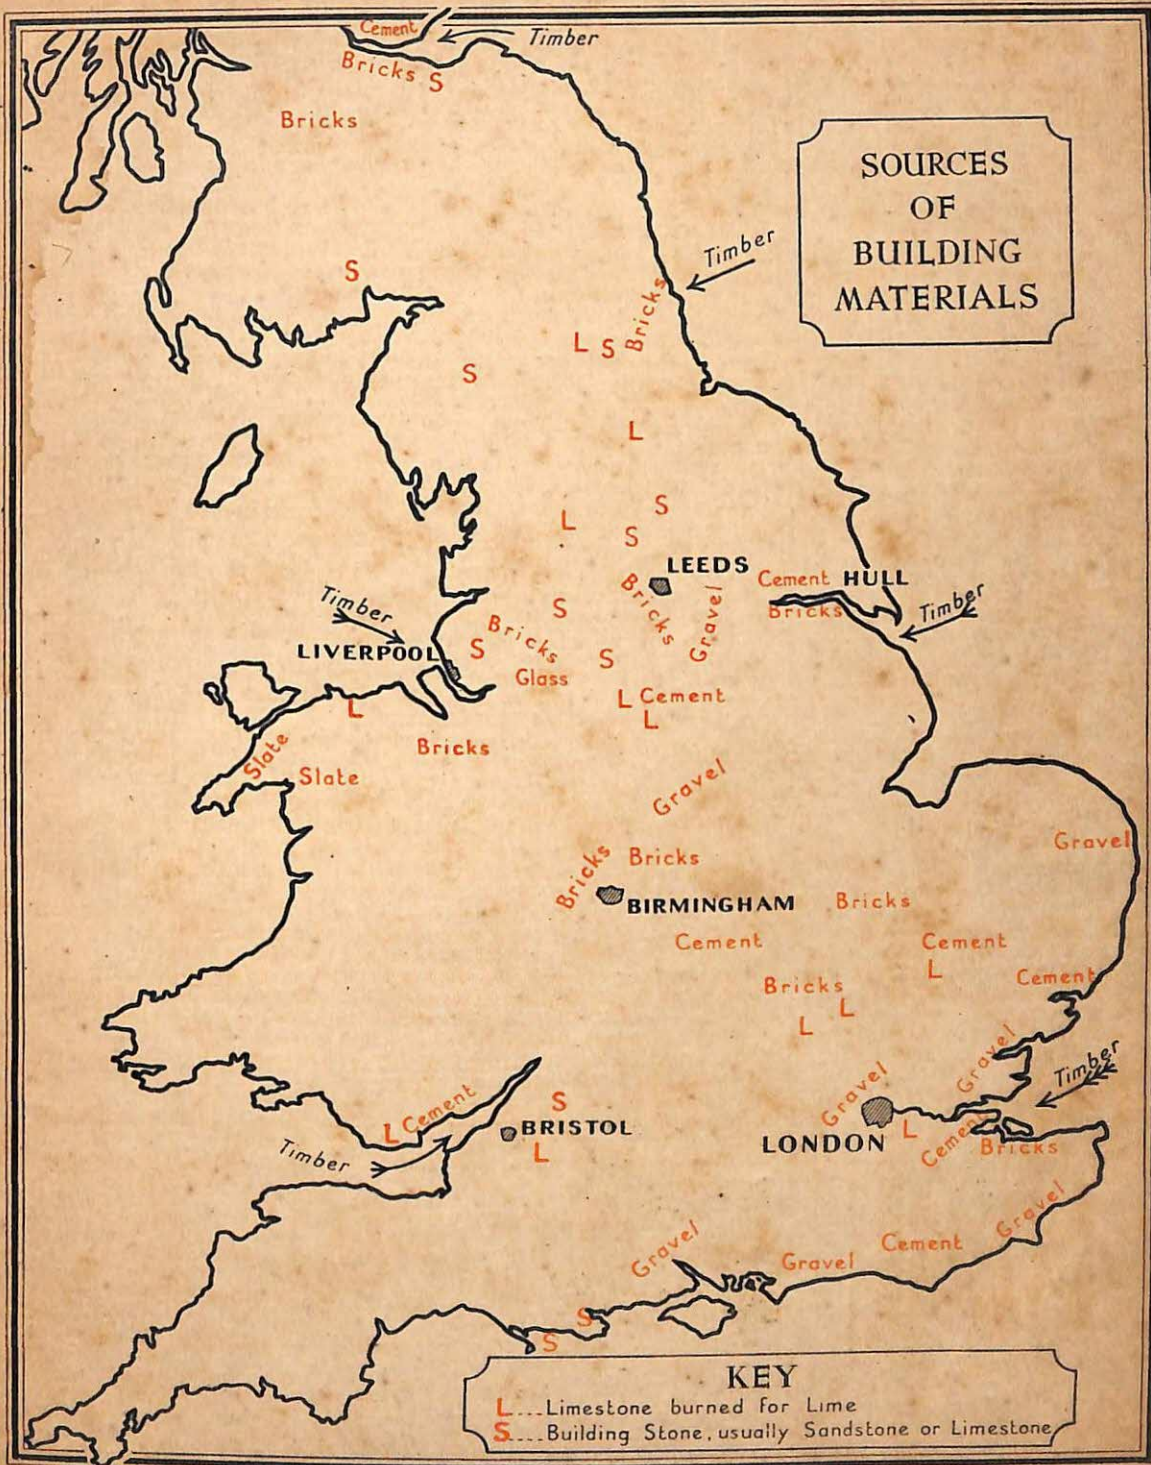 Cement
Timber
Bricks S
Bricks
SOURCES
OF
BUILDING
MATERIALS
Timber
S
Bricks
L S
S
L
S
L
S
LEEDS
Cement HULL
Bricks
Gravel
Bricks
Timber
Timber
S
Bricks
LIVERPOOL
S
S
Glass
L Cement
L
L
Slate
Bricks
Slate
Gravel
Gravel
Bricks
Bricks
BIRMINGHAM
Bricks
Cement
Cement
L
Cement
Bricks
L
L
Gravel
Timber
Gravel
Cement
S
L
BRISTOL
L
Timber
LONDON
L
Cement
Bricks
Gravel
Gravel
Cement
Gravel
S
S
KEY
L....Limestone burned for Lime
S....Building Stone, usually Sandstone or Limestone